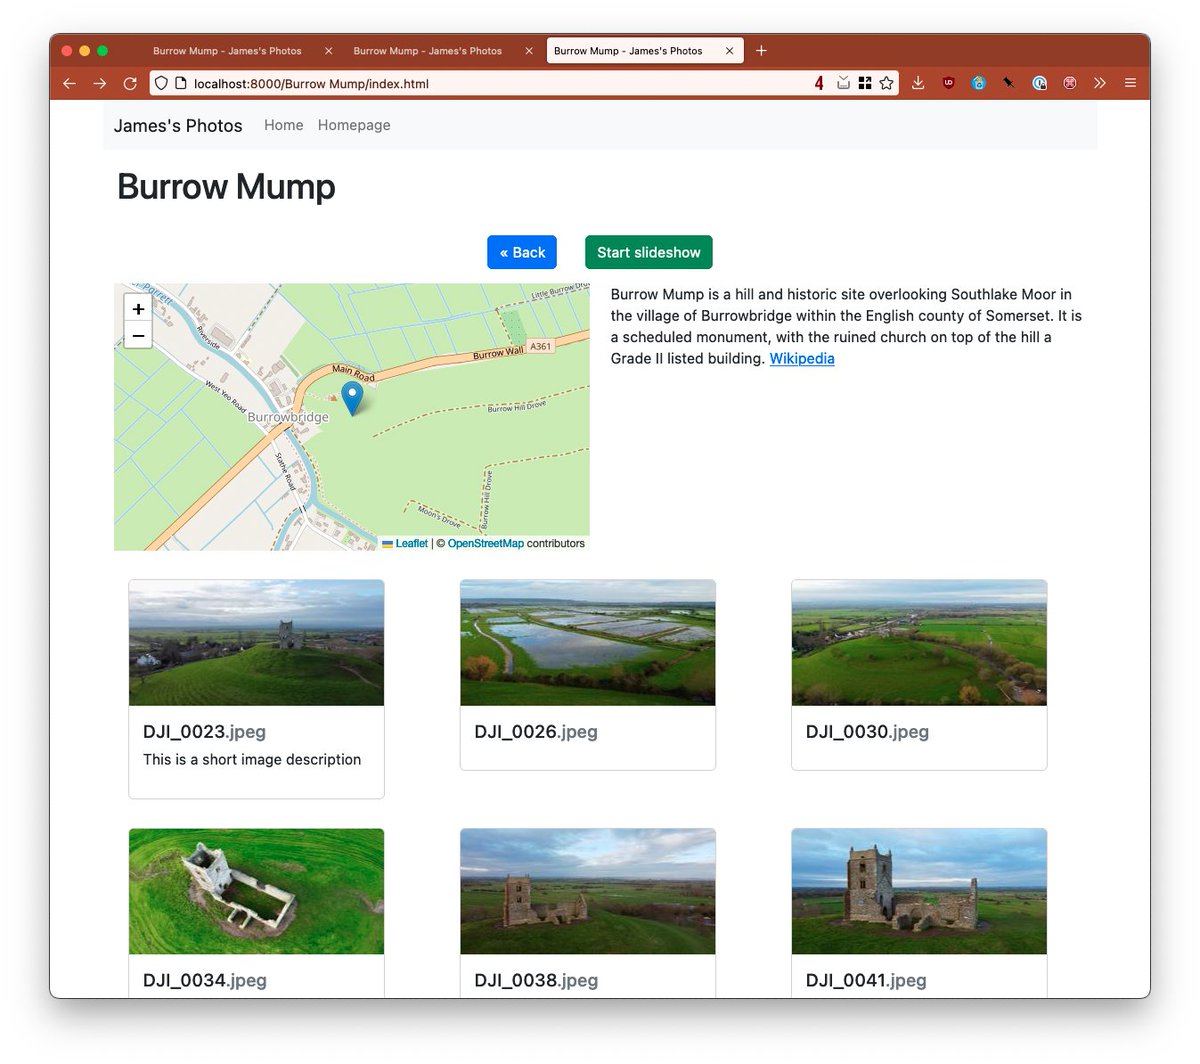 Burrow Mump - James's Photos
Burrow Mump - James's Photos
Burrow Mump - James's Photos
localhost:8000/Burrow Mump/index.html
4
James's Photos Home Homepage
Burrow Mump
« Back Start slideshow
+
−
Parrett
Riverside
West Yeo Road
Main Road
Burrow Wall
A361
Burrowbridge
Burrow Hill Drove
Stathe Road
Moon's Drove
Burrow Hill Drove
Leaflet | © OpenStreetMap contributors
Burrow Mump is a hill and historic site overlooking Southlake Moor in
the village of Burrowbridge within the English county of Somerset. It is
a scheduled monument, with the ruined church on top of the hill a
Grade II listed building. Wikipedia
DJI_0023.jpeg
This is a short image description
DJI_0026.jpeg
DJI_0030.jpeg
DJI_0034.jpeg
DJI_0038.jpeg
DJI_0041.jpeg